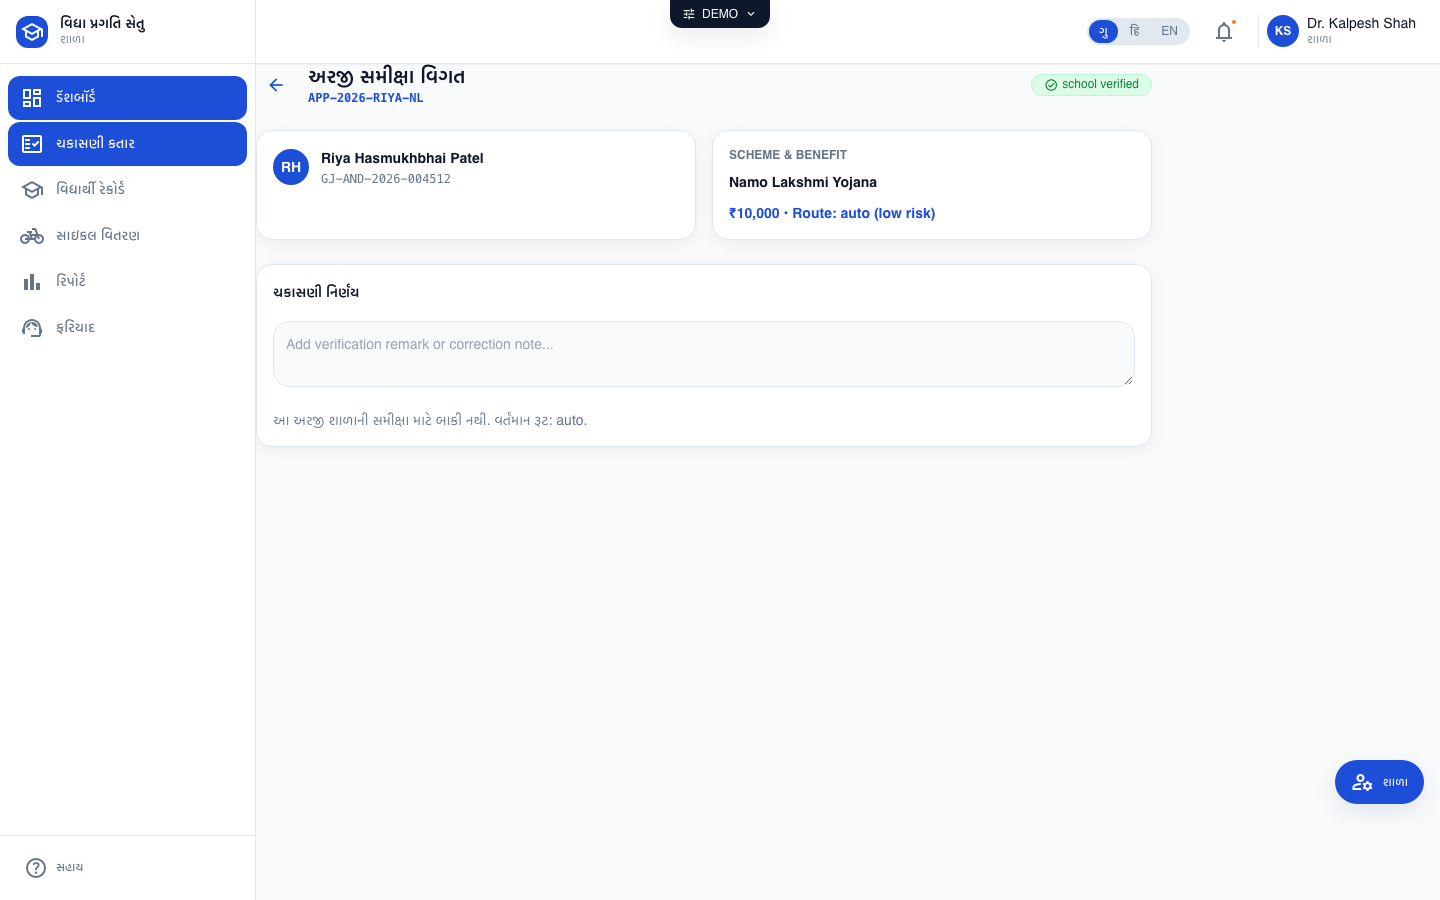 વિદ્યા પ્રગતિ સેતુ
શાળા
DEMO
ગુ
हि
EN
KS
Dr. Kalpesh Shah
શાળા
ડૅશબૉર્ડ
ચકાસણી કતાર
વિદ્યાર્થી રેકોર્ડ
સાઇકલ વિતરણ
રિપોર્ટ
ફરિયાદ
સહાય
અરજી સમીક્ષા વિગત
APP-2026-RIYA-NL
school verified
RH
Riya Hasmukhbhai Patel
GJ-AND-2026-004512
SCHEME & BENEFIT
Namo Lakshmi Yojana
₹10,000 • Route: auto (low risk)
ચકાસણી નિર્ણય
Add verification remark or correction note...
આ અરજી શાળાની સમીક્ષા માટે બાકી નથી. વર્તમાન રૂટ: auto.
શાળા